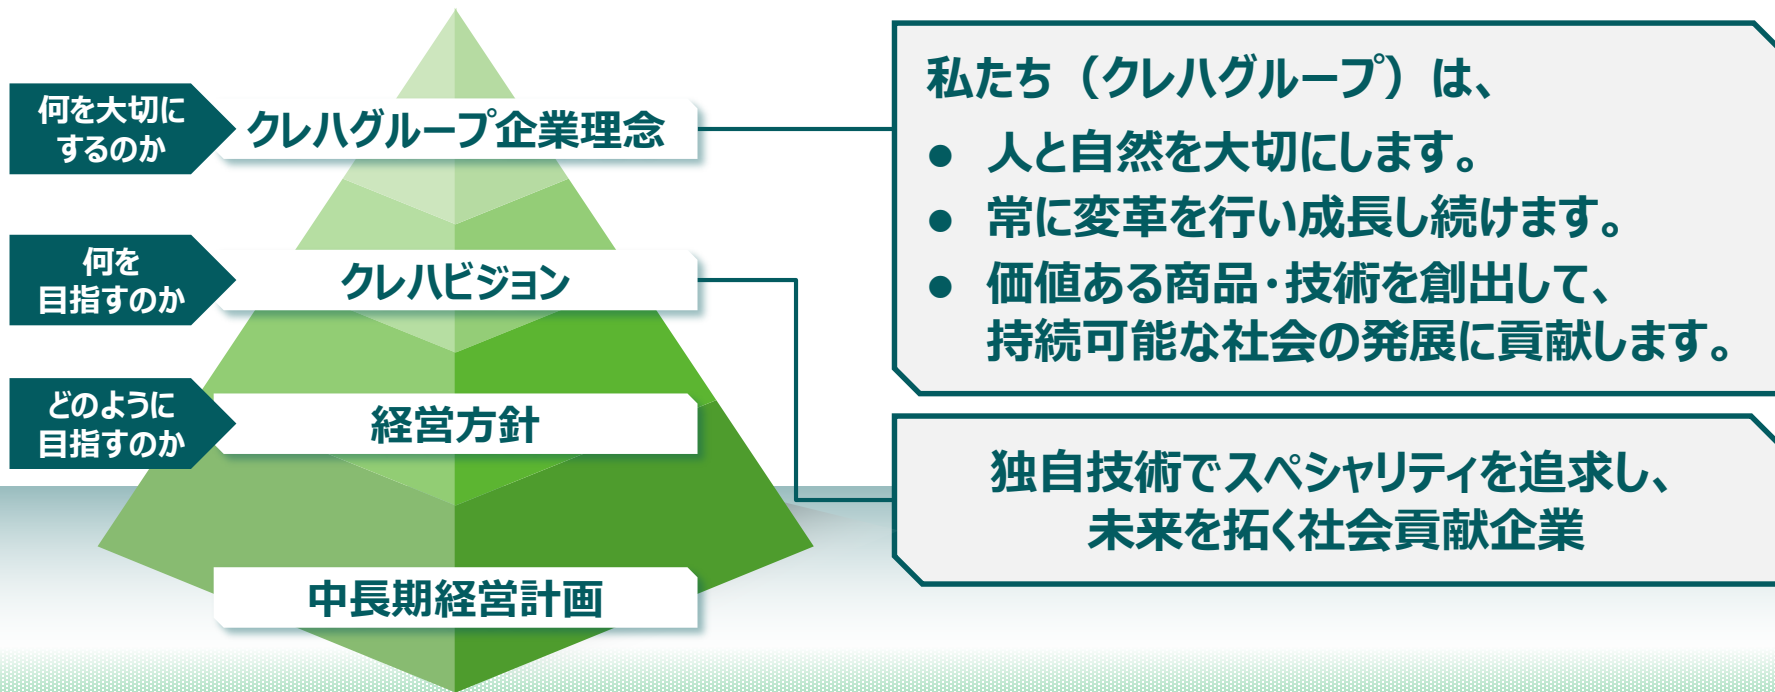 何を大切に
するのか
クレハグループ企業理念
何を
目指すのか
クレハビジョン
どのように
目指すのか
経営方針
中長期経営計画
私たち（クレハグループ）は、
● 人と自然を大切にします。
● 常に変革を行い成長し続けます。
● 価値ある商品・技術を創出して、
持続可能な社会の発展に貢献します。
独自技術でスペシャリティを追求し、
未来を拓く社会貢献企業